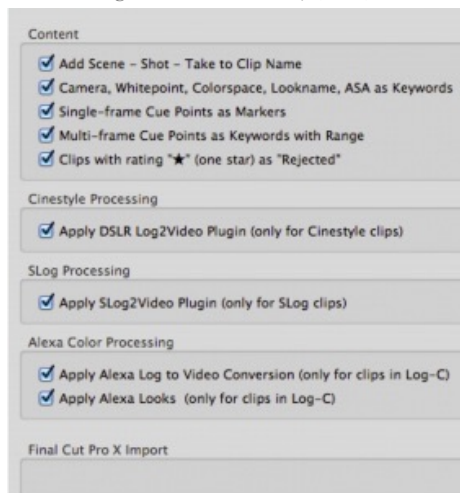 Content
Add Scene - Shot - Take to Clip Name
Camera, Whitepoint, Colorspace, Lookname, ASA as Keywords
Single-frame Cue Points as Markers
Multi-frame Cue Points as Keywords with Range
Clips with rating "★" (one star) as "Rejected"
Cinestyle Processing
Apply DSLR Log2Video Plugin (only for Cinestyle clips)
SLog Processing
Apply SLog2Video Plugin (only for SLog clips)
Alexa Color Processing
Apply Alexa Log to Video Conversion (only for clips in Log-C)
Apply Alexa Looks (only for clips in Log-C)
Final Cut Pro X Import